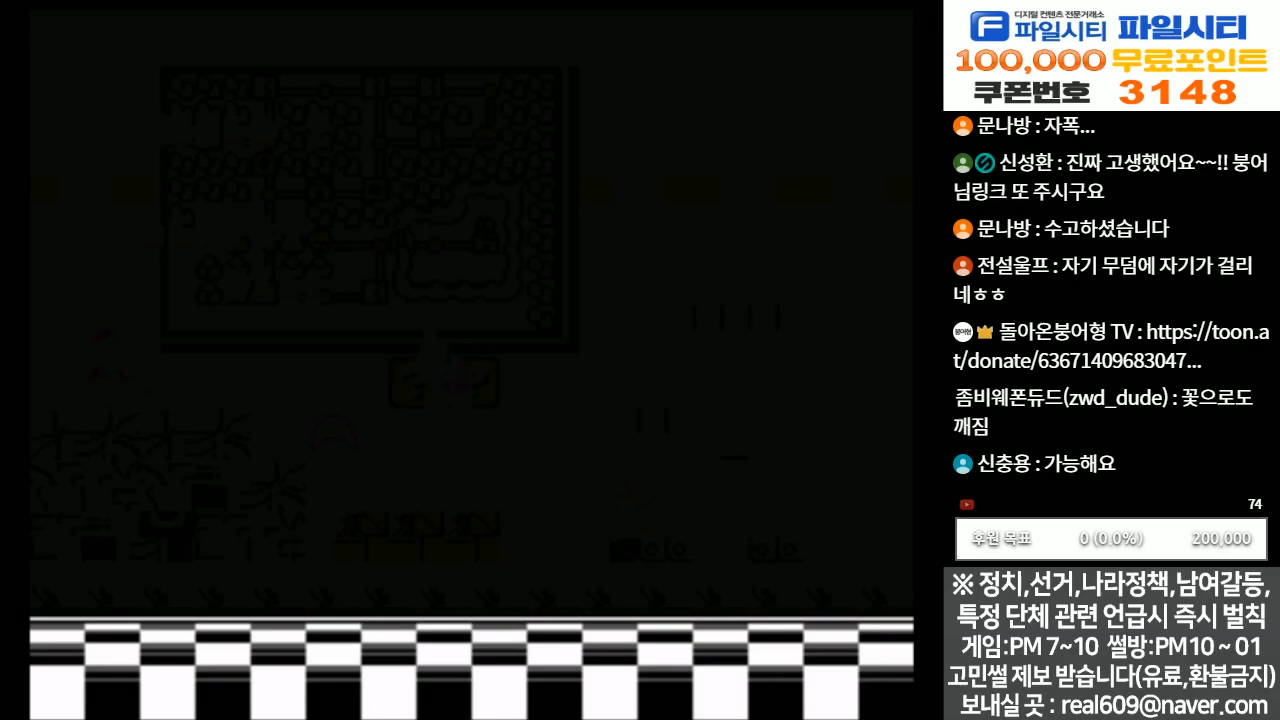 디지털 컨텐츠 전문거래소
파일시티 파일시티
100,000 무료포인트
쿠폰번호 3148
문나방 : 자폭...
신성환 : 진짜 고생했어요~~!! 붕어
님링크 또 주시구요
문나방 : 수고하셨습니다
전설울프 : 자기 무덤에 자기가 걸리
네ㅎㅎ
돌아온붕어형 TV : https://toon.a
t/donate/63671409683047...
좀비웨폰듀드(zwd_dude) : 꽃으로도
깨짐
신충용 : 가능해요
74
후원 목표 0 (0.0%) 200,000
※ 정치,선거,나라정책,남여갈등,
특정 단체 관련 언급시 즉시 벌칙
게임:PM 7~10 썰방:PM10 ~ 01
고민썰 제보 받습니다(유료,환불금지)
보내실 곳 : real609@naver.com